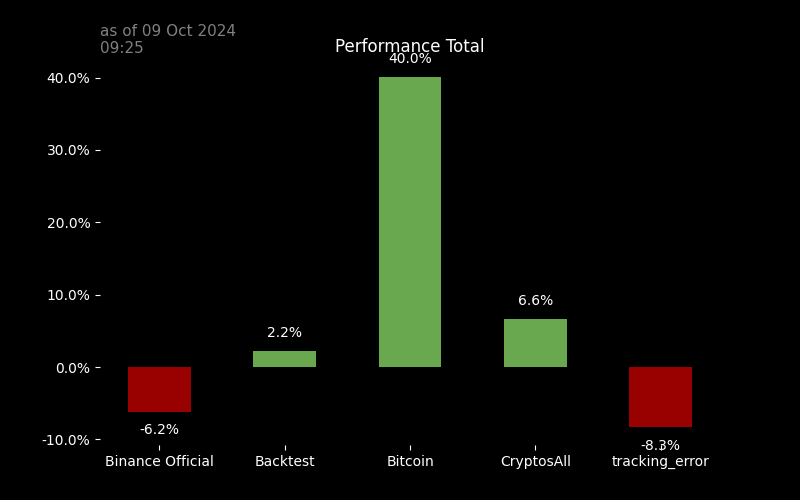 as of 09 Oct 2024
09:25
Performance Total
40.0%
40.0%
30.0%
20.0%
10.0%
6.6%
2.2%
0.0%
-6.2%
-10.0%
-8.3%
Binance Official
Backtest
Bitcoin
CryptosAll
tracking_error